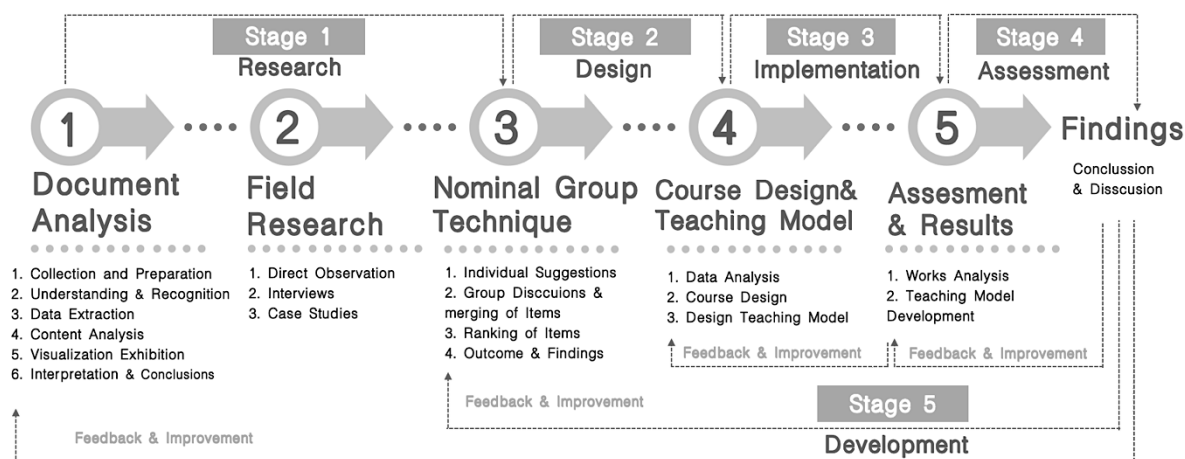 Stage 1
Research
Stage 2
Design
Stage 3
Implementation
Stage 4
Assessment
1
2
3
4
5
Findings
Conclussion
& Disscusion
Document
Analysis
1. Collection and Preparation
2. Understanding & Recognition
3. Data Extraction
4. Content Analysis
5. Visualization Exhibition
6. Interpretation & Conclusions
Field
Research
1. Direct Observation
2. Interviews
3. Case Studies
Nominal Group
Technique
1. Individual Suggestions
2. Group Disccuions &
merging of Items
3. Ranking of Items
4. Outcome & Findings
Course Design&
Teaching Model
1. Data Analysis
2. Course Design
3. Design Teaching Model
Assesment
& Results
1. Works Analysis
2. Teaching Model
Development
Feedback & Improvement
Feedback & Improvement
Feedback & Improvement
Stage 5
Development
Feedback & Improvement